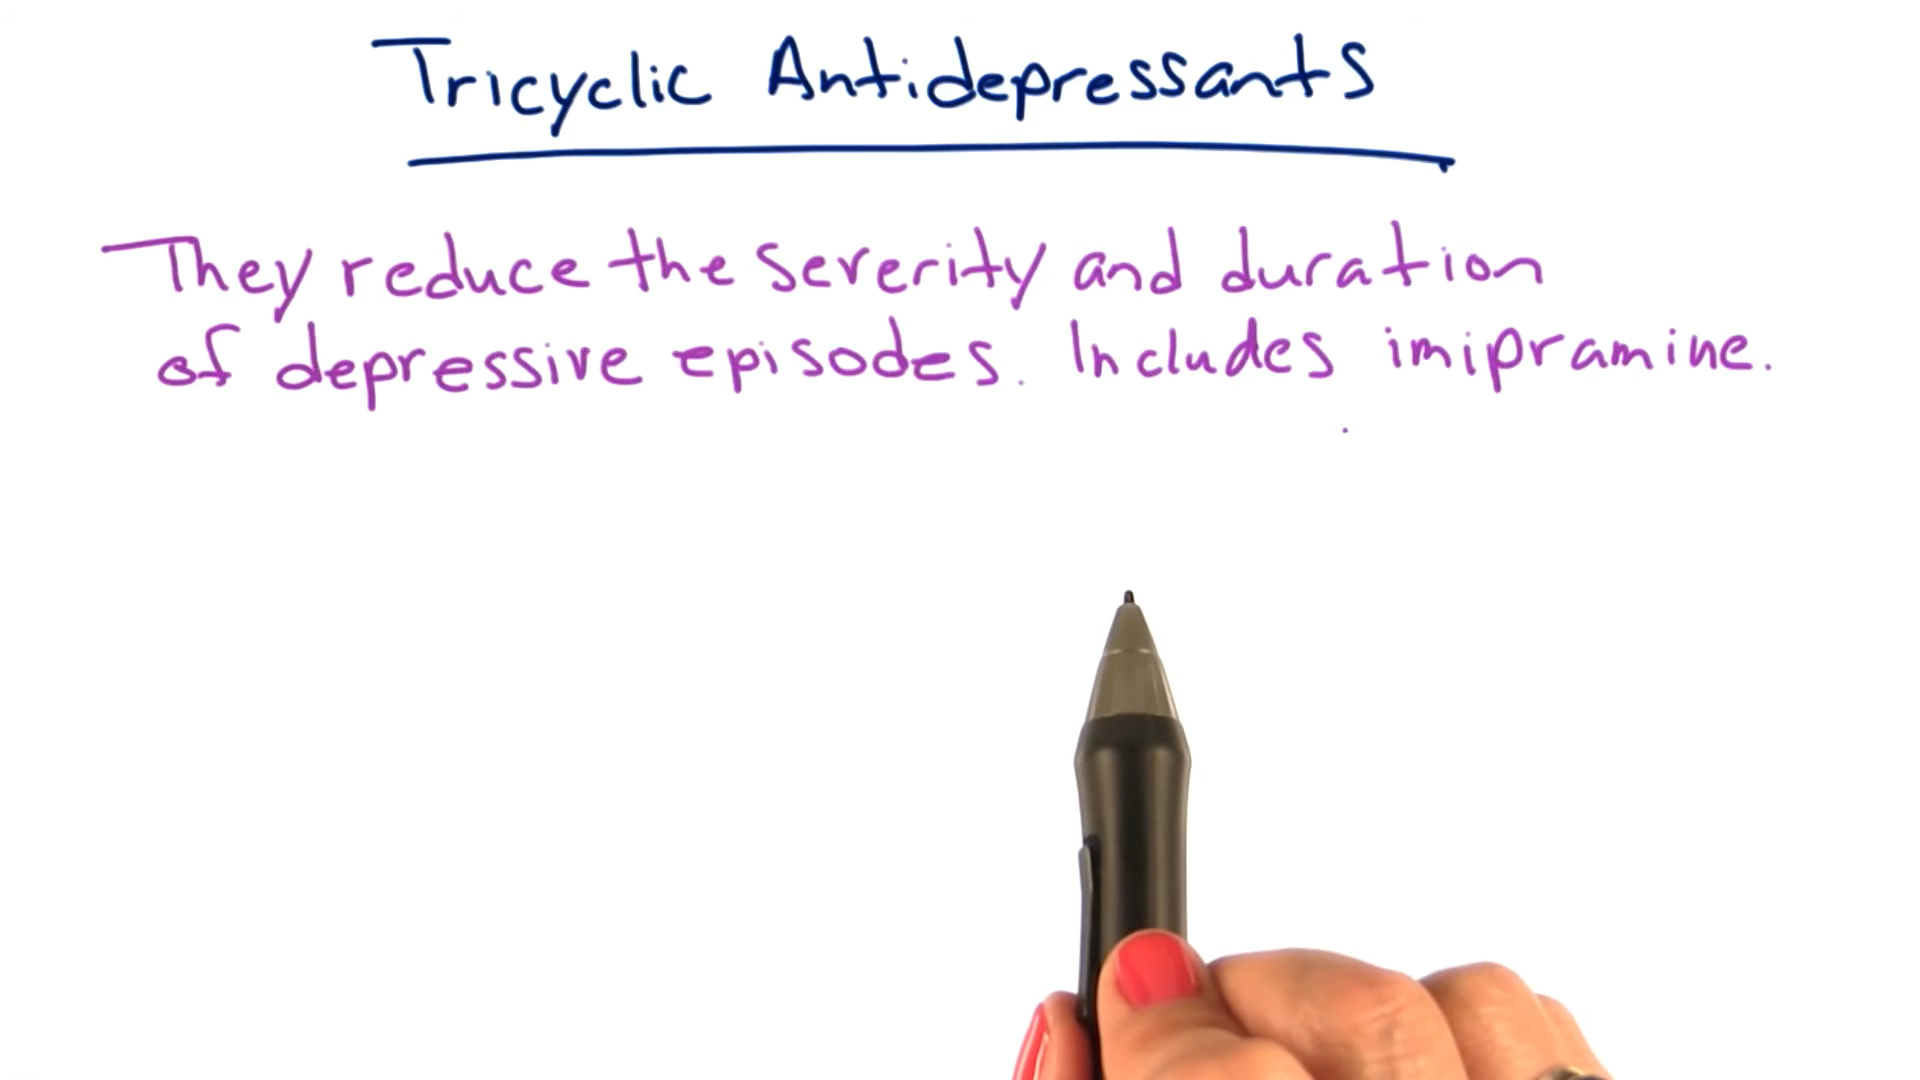 Tricyclic Antidepressants
They reduce the severity and duration
of depressive episodes. Includes imipramine.